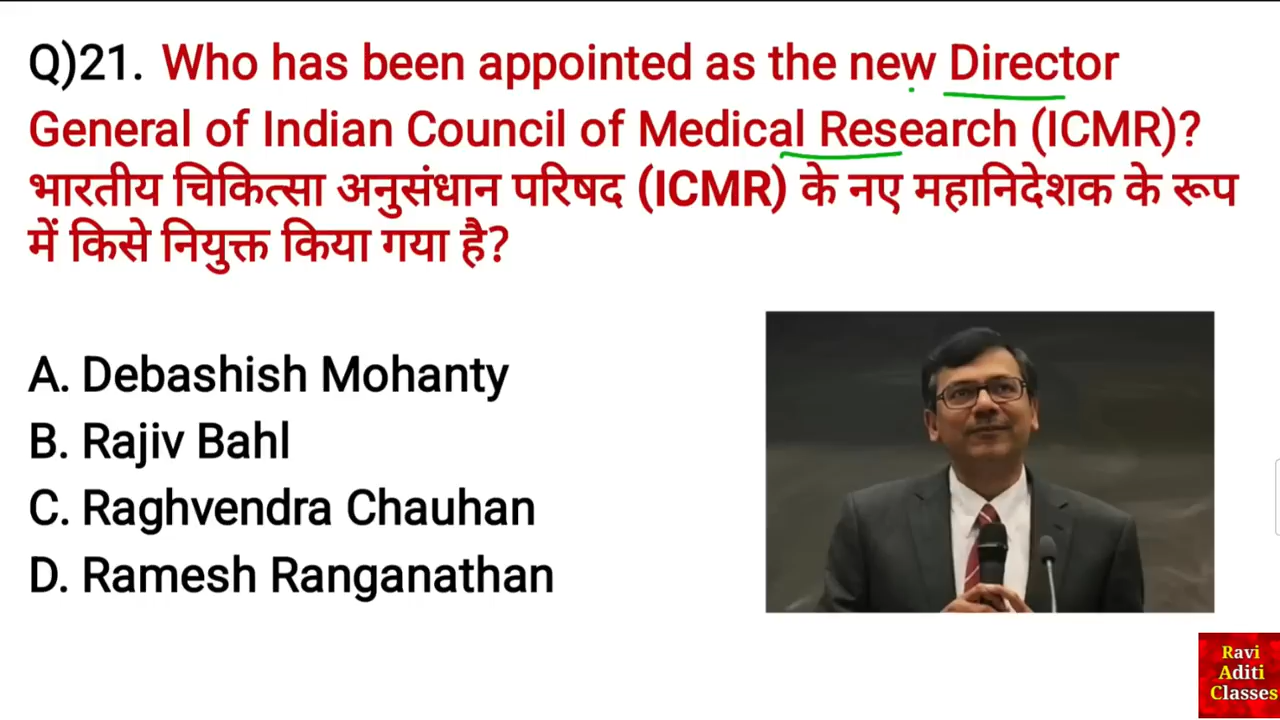 Q)21. Who has been appointed as the new Director
General of Indian Council of Medical Research (ICMR)?
भारतीय चिकित्सा अनुसंधान परिषद (ICMR) के नए महानिदेशक के रूप
में किसे नियुक्त किया गया है?
A. Debashish Mohanty
B. Rajiv Bahl
C. Raghvendra Chauhan
D. Ramesh Ranganathan
Ravi
Aditi
Classes